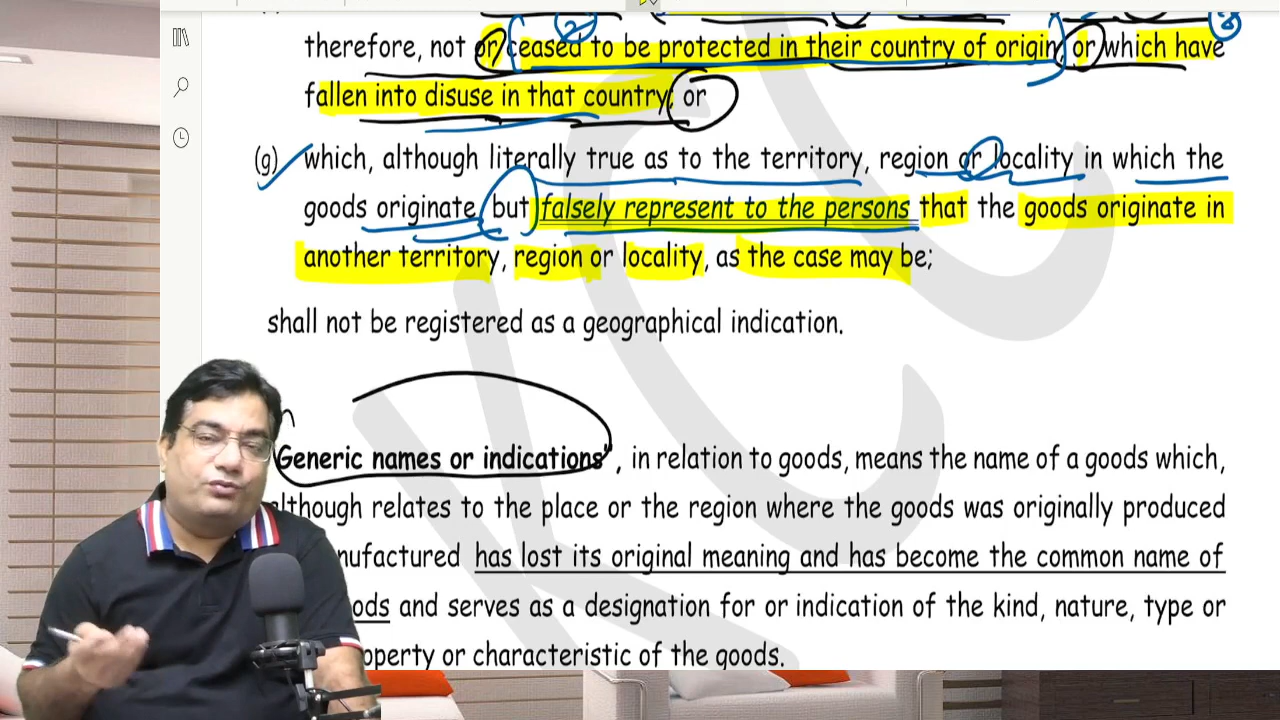 therefore, not or ceased to be protected in their country of origin, or which have
fallen into disuse in that country; or
(g) which, although literally true as to the territory, region or locality in which the
goods originate, but falsely represent to the persons that the goods originate in
another territory, region or locality, as the case may be;
shall not be registered as a geographical indication.
Generic names or indications", in relation to goods, means the name of a goods which,
although relates to the place or the region where the goods was originally produced
nufactured has lost its original meaning and has become the common name of
ods and serves as a designation for or indication of the kind, nature, type or
operty or characteristic of the goods.